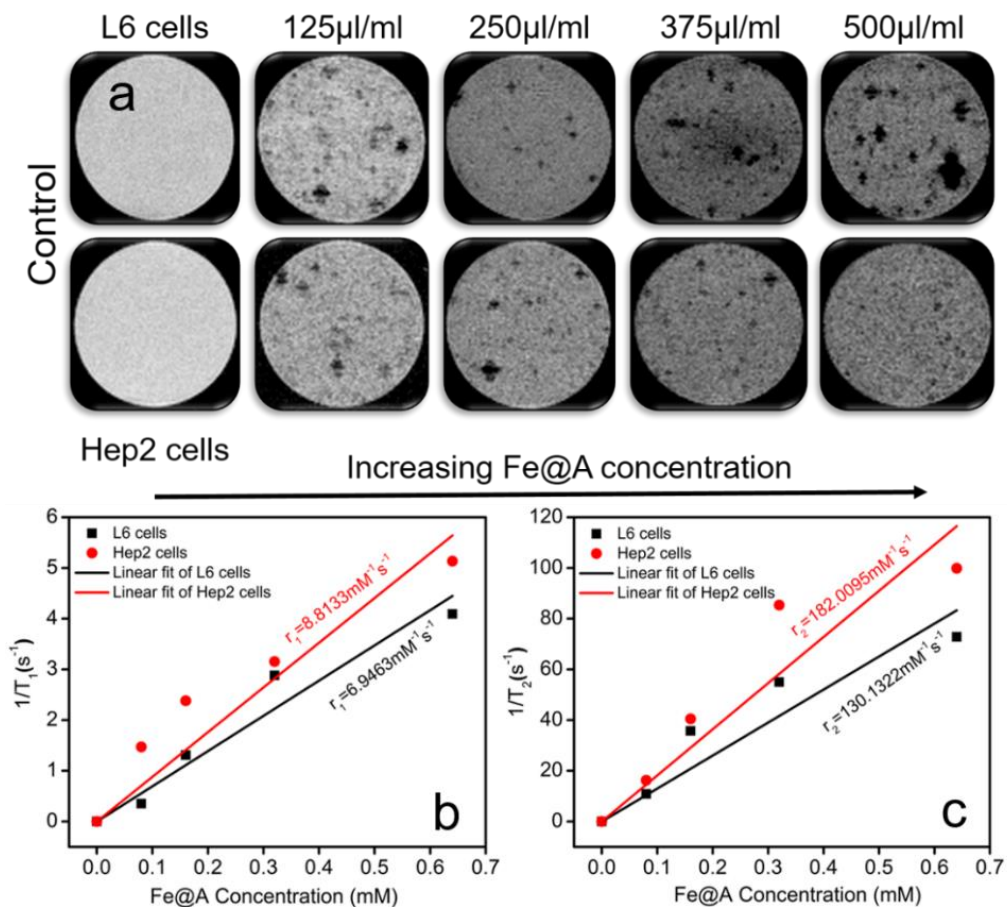 L6 cells 125µl/ml 250µl/ml 375µl/ml 500µl/ml
a
Control
Hep2 cells
Increasing Fe@A concentration
6
5
4
3
2
1
0
1/T₁(s⁻¹)
L6 cells
Hep2 cells
Linear fit of L6 cells
Linear fit of Hep2 cells
r₁=8.8133mM⁻¹s⁻¹
r₁=6.9463mM⁻¹s⁻¹
b
0.0 0.1 0.2 0.3 0.4 0.5 0.6 0.7
Fe@A Concentration (mM)
120
100
80
60
40
20
0
1/T₂(s⁻¹)
L6 cells
Hep2 cells
Linear fit of L6 cells
Linear fit of Hep2 cells
r₂=182.0095mM⁻¹s⁻¹
r₂=130.1322mM⁻¹s⁻¹
c
0.0 0.1 0.2 0.3 0.4 0.5 0.6 0.7
Fe@A Concentration (mM)